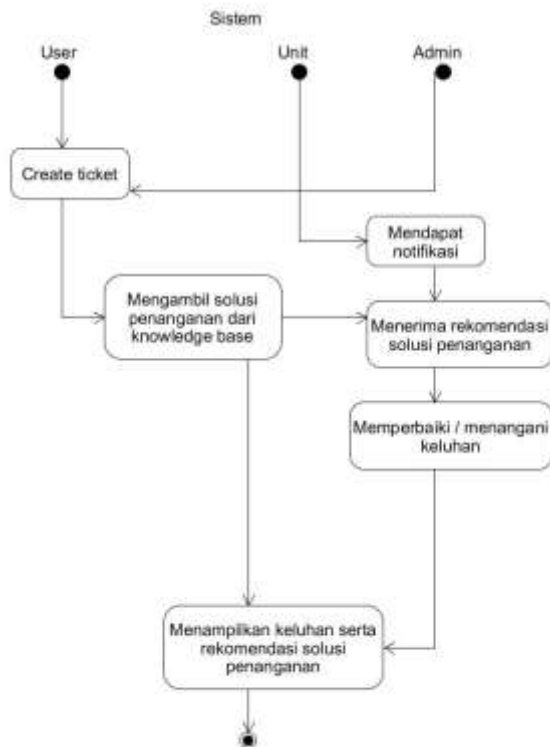 Sistem
User
Unit
Admin
Create ticket
Mendapat
notifikasi
Mengambil solusi
penanganan dari
knowledge base
Menerima rekomendasi
solusi penanganan
Memperbaiki / menangani
keluhan
Menampilkan keluhan serta
rekomendasi solusi
penanganan